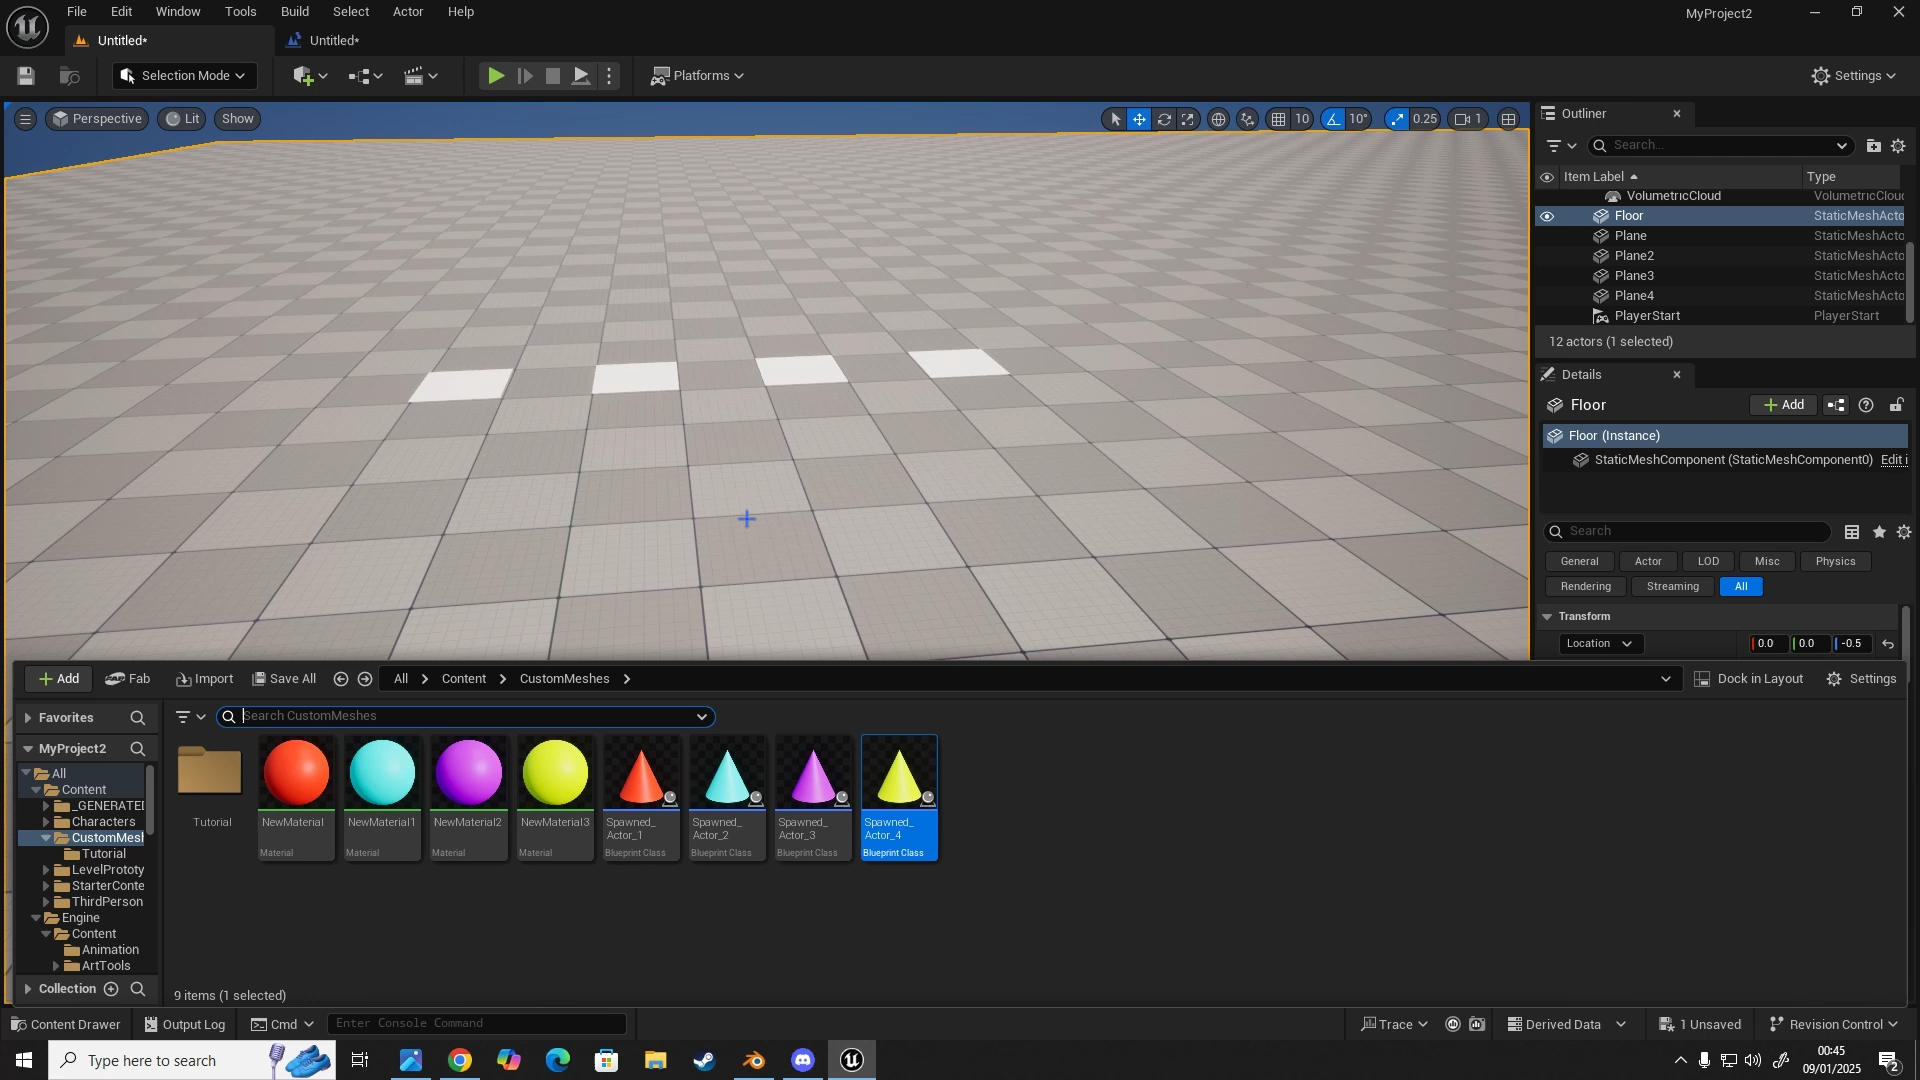 File Edit Window Tools Build Select Actor Help
MyProject2
Untitled*
Untitled*
Selection Mode
Platforms
Settings
Perspective
Lit
Show
10
10°
0.25
1
Outliner
Search...
Item Label
Type
VolumetricCloud
VolumetricClou
Floor
StaticMeshActo
Plane
StaticMeshActo
Plane2
StaticMeshActo
Plane3
StaticMeshActo
Plane4
StaticMeshActo
PlayerStart
PlayerStart
12 actors (1 selected)
Details
Floor
Add
Floor (Instance)
StaticMeshComponent (StaticMeshComponent0)
Edit i
Search
General
Actor
LOD
Misc
Physics
Rendering
Streaming
All
Transform
Location
0.0
0.0
-0.5
Add
Fab
Import
Save All
All
Content
CustomMeshes
Dock in Layout
Settings
Favorites
Search CustomMeshes
MyProject2
All
Content
_GENERATE
Characters
CustomMesh
Tutorial
LevelPrototy
StarterConte
ThirdPerson
Engine
Content
Animation
ArtTools
Collection
Tutorial
NewMaterial
Material
NewMaterial1
Material
NewMaterial2
Material
NewMaterial3
Material
Spawned_
Actor_1
Blueprint Class
Spawned_
Actor_2
Blueprint Class
Spawned_
Actor_3
Blueprint Class
Spawned_
Actor_4
Blueprint Class
9 items (1 selected)
Content Drawer
Output Log
Cmd
Enter Console Command
Trace
Derived Data
1 Unsaved
Revision Control
Type here to search
00:45
09/01/2025
2